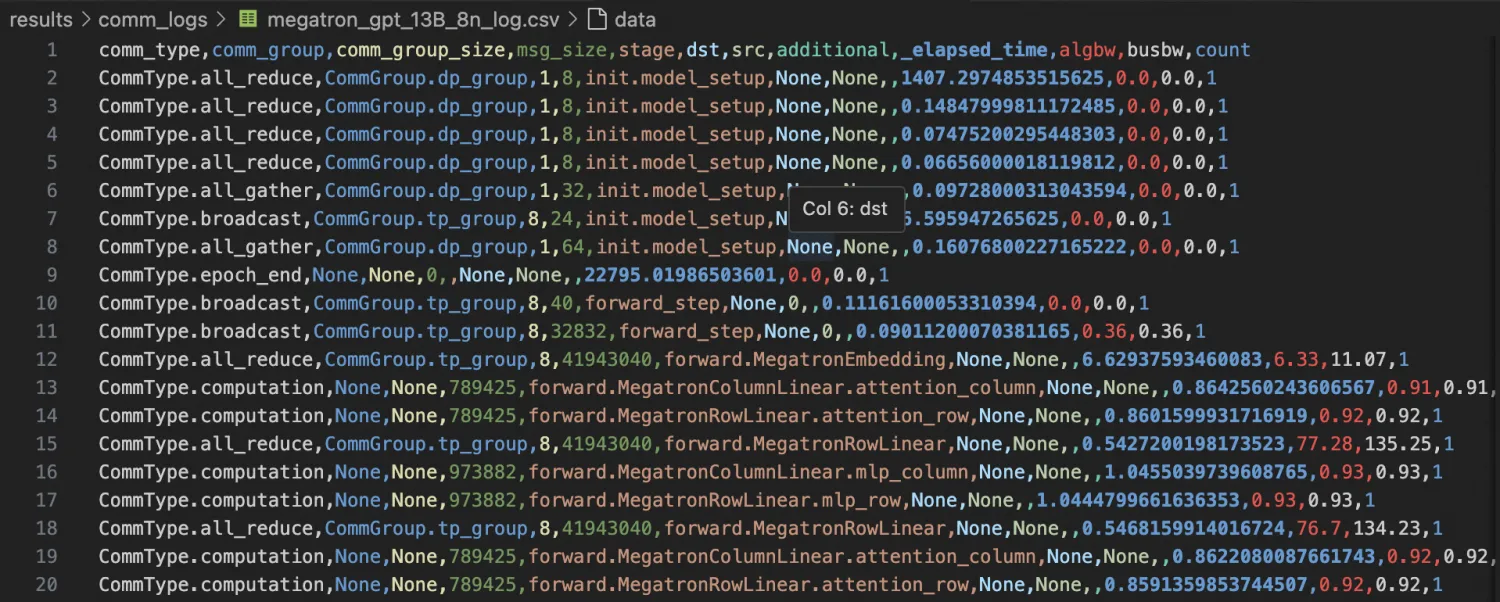 results > comm_logs > megatron_gpt_13B_8n_log.csv > data
1 comm_type,comm_group,comm_group_size,msg_size,stage,dst,src,additional,_elapsed_time,algbw,busbw,count
2 CommType.all_reduce,CommGroup.dp_group,1,8,init.model_setup,None,None,,1407.2974853515625,0.0,0.0,1
3 CommType.all_reduce,CommGroup.dp_group,1,8,init.model_setup,None,None,,0.14847999811172485,0.0,0.0,1
4 CommType.all_reduce,CommGroup.dp_group,1,8,init.model_setup,None,None,,0.07475200295448303,0.0,0.0,1
5 CommType.all_reduce,CommGroup.dp_group,1,8,init.model_setup,None,None,,0.06656000018119812,0.0,0.0,1
6 CommType.all_gather,CommGroup.dp_group,1,32,init.model_setup, ,0.09728000313043594,0.0,0.0,1
Col 6: dst
7 CommType.broadcast,CommGroup.tp_group,8,24,init.model_setup, .595947265625,0.0,0.0,1
8 CommType.all_gather,CommGroup.dp_group,1,64,init.model_setup,None,None,,0.16076800227165222,0.0,0.0,1
9 CommType.epoch_end,None,None,0,,None,None,,22795.01986503601,0.0,0.0,1
10 CommType.broadcast,CommGroup.tp_group,8,40,forward_step,None,0,,0.11161600053310394,0.0,0.0,1
11 CommType.broadcast,CommGroup.tp_group,8,32832,forward_step,None,0,,0.09011200070381165,0.36,0.36,1
12 CommType.all_reduce,CommGroup.tp_group,8,41943040,forward.MegatronEmbedding,None,None,,6.62937593460083,6.33,11.07,1
13 CommType.computation,None,None,789425,forward.MegatronColumnLinear.attention_column,None,None,,0.8642560243606567,0.91,0.91,
14 CommType.computation,None,None,789425,forward.MegatronRowLinear.attention_row,None,None,,0.8601599931716919,0.92,0.92,1
15 CommType.all_reduce,CommGroup.tp_group,8,41943040,forward.MegatronRowLinear,None,None,,0.5427200198173523,77.28,135.25,1
16 CommType.computation,None,None,973882,forward.MegatronColumnLinear.mlp_column,None,None,,1.0455039739608765,0.93,0.93,1
17 CommType.computation,None,None,973882,forward.MegatronRowLinear.mlp_row,None,None,,1.0444799661636353,0.93,0.93,1
18 CommType.all_reduce,CommGroup.tp_group,8,41943040,forward.MegatronRowLinear,None,None,,0.5468159914016724,76.7,134.23,1
19 CommType.computation,None,None,789425,forward.MegatronColumnLinear.attention_column,None,None,,0.8622080087661743,0.92,0.92,
20 CommType.computation,None,None,789425,forward.MegatronRowLinear.attention_row,None,None,,0.8591359853744507,0.92,0.92,1